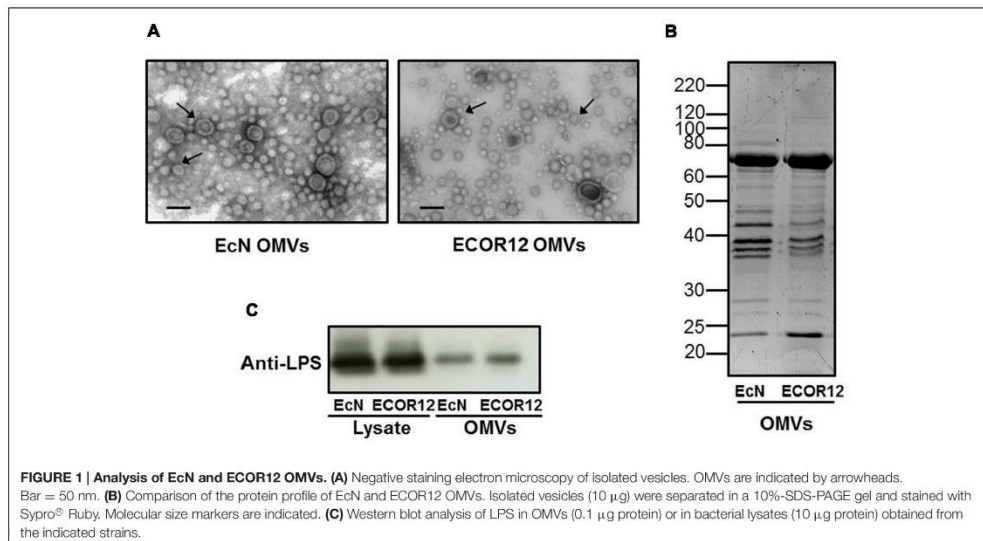 A
B
EcN OMVs
ECOR12 OMVs
220
120
100
80
60
50
40
30
25
20
EcN ECOR12
OMVs
C
Anti-LPS
EcN ECOR12 EcN ECOR12
Lysate OMVs
FIGURE 1 | Analysis of EcN and ECOR12 OMVs. (A) Negative staining electron microscopy of isolated vesicles. OMVs are indicated by arrowheads.
Bar = 50 nm. (B) Comparison of the protein profile of EcN and ECOR12 OMVs. Isolated vesicles (10 μg) were separated in a 10%-SDS-PAGE gel and stained with
Sypro® Ruby. Molecular size markers are indicated. (C) Western blot analysis of LPS in OMVs (0.1 μg protein) or in bacterial lysates (10 μg protein) obtained from
the indicated strains.